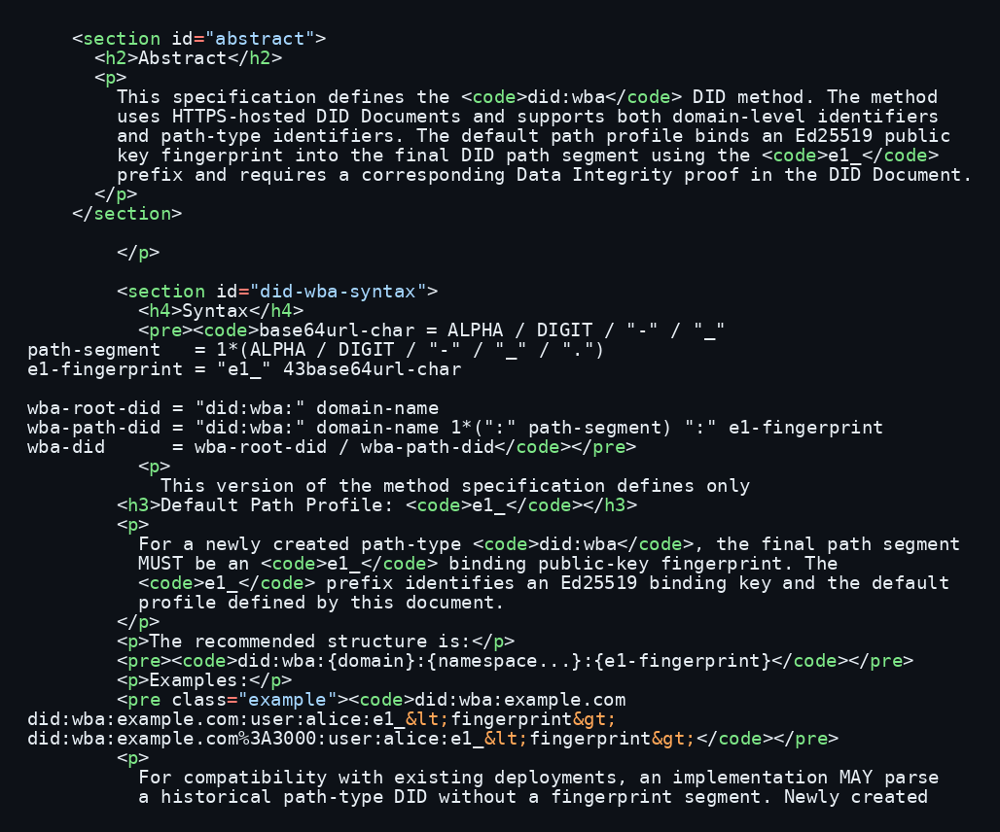 <section id="abstract">
<h2>Abstract</h2>
<p>
This specification defines the <code>did:wba</code> DID method. The method
uses HTTPS-hosted DID Documents and supports both domain-level identifiers
and path-type identifiers. The default path profile binds an Ed25519 public
key fingerprint into the final DID path segment using the <code>e1_</code>
prefix and requires a corresponding Data Integrity proof in the DID Document.
</p>
</section>
</p>
<section id="did-wba-syntax">
<h4>Syntax</h4>
<pre><code>base64url-char = ALPHA / DIGIT / "-" / "_"
path-segment   = 1*(ALPHA / DIGIT / "-" / "_" / ".")
e1-fingerprint = "e1_" 43base64url-char
wba-root-did = "did:wba:" domain-name
wba-path-did = "did:wba:" domain-name 1*(":" path-segment) ":" e1-fingerprint
wba-did      = wba-root-did / wba-path-did</code></pre>
<p>
This version of the method specification defines only
<h3>Default Path Profile: <code>e1_</code></h3>
<p>
For a newly created path-type <code>did:wba</code>, the final path segment
MUST be an <code>e1_</code> binding public-key fingerprint. The
<code>e1_</code> prefix identifies an Ed25519 binding key and the default
profile defined by this document.
</p>
<p>The recommended structure is:</p>
<pre><code>did:wba:{domain}:{namespace...}:{e1-fingerprint}</code></pre>
<p>Examples:</p>
<pre class="example"><code>did:wba:example.com
did:wba:example.com:user:alice:e1_&lt;fingerprint&gt;
did:wba:example.com%3A3000:user:alice:e1_&lt;fingerprint&gt;</code></pre>
<p>
For compatibility with existing deployments, an implementation MAY parse
a historical path-type DID without a fingerprint segment. Newly created